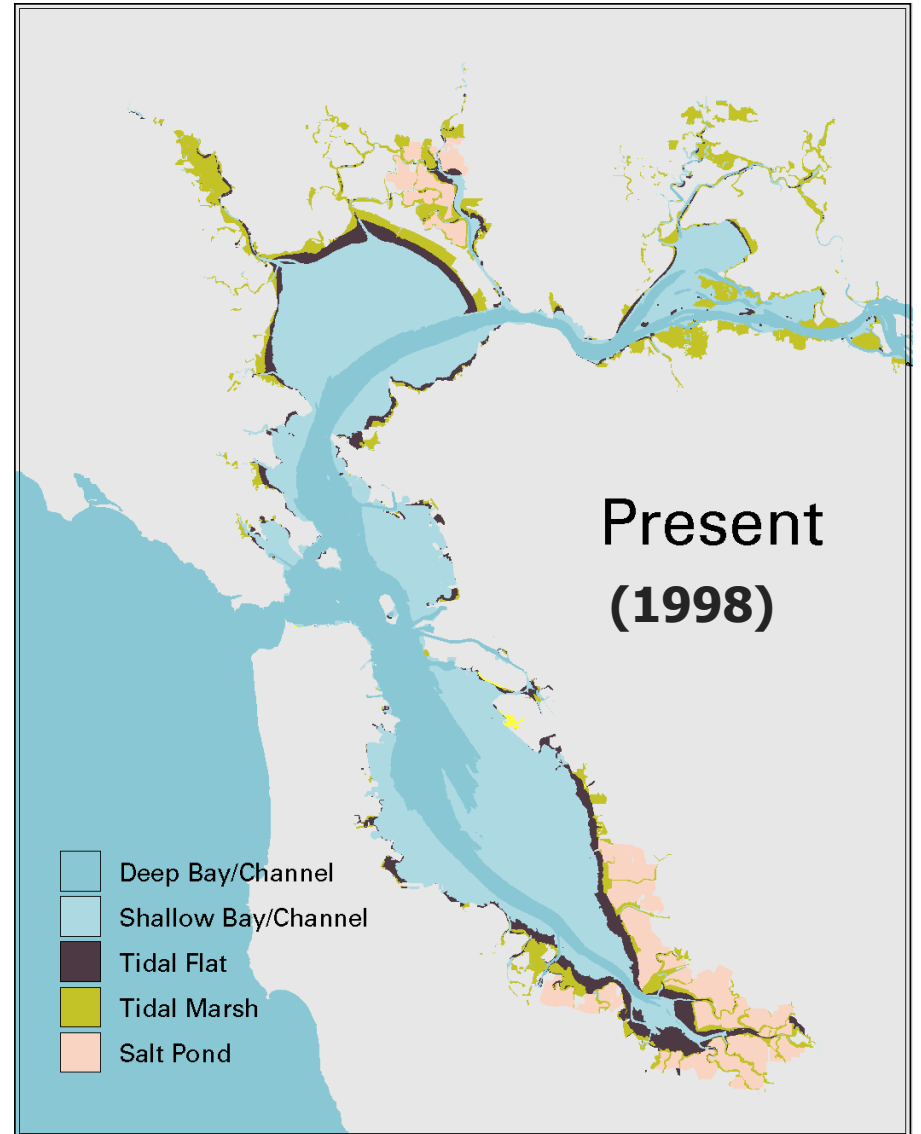 Present
(1998)
Deep Bay/Channel
Shallow Bay/Channel
Tidal Flat
Tidal Marsh
Salt Pond